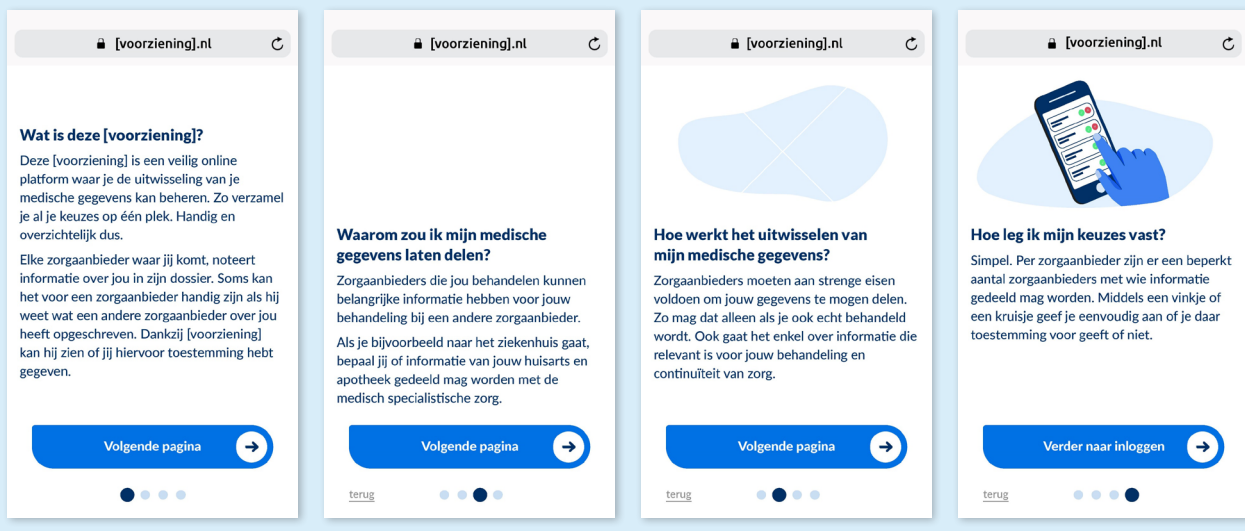 [voorziening].nl
Wat is deze [voorziening]?
Deze [voorziening] is een veilig online
platform waar je de uitwisseling van je
medische gegevens kan beheren. Zo verzamel
je al je keuzes op één plek. Handig en
overzichtelijk dus.
Elke zorgaanbieder waar jij komt, noteert
informatie over jou in zijn dossier. Soms kan
het voor een zorgaanbieder handig zijn als hij
weet wat een andere zorgaanbieder over jou
heeft opgeschreven. Dankzij [voorziening]
kan hij zien of jij hiervoor toestemming hebt
gegeven.
Volgende pagina
[voorziening].nl
Waarom zou ik mijn medische
gegevens laten delen?
Zorgaanbieders die jou behandelen kunnen
belangrijke informatie hebben voor jouw
behandeling bij een andere zorgaanbieder.
Als je bijvoorbeeld naar het ziekenhuis gaat,
bepaal jij of informatie van jouw huisarts en
apotheek gedeeld mag worden met de
medisch specialistische zorg.
Volgende pagina
terug
[voorziening].nl
Hoe werkt het uitwisselen van
mijn medische gegevens?
Zorgaanbieders moeten aan strenge eisen
voldoen om jouw gegevens te mogen delen.
Zo mag dat alleen als je ook echt behandeld
wordt. Ook gaat het enkel over informatie die
relevant is voor jouw behandeling en
continuïteit van zorg.
Volgende pagina
terug
[voorziening].nl
Hoe leg ik mijn keuzes vast?
Simpel. Per zorgaanbieder zijn er een beperkt
aantal zorgaanbieders met wie informatie
gedeeld mag worden. Middels een vinkje of
een kruisje geef je eenvoudig aan of je daar
toestemming voor geeft of niet.
Verder naar inloggen
terug